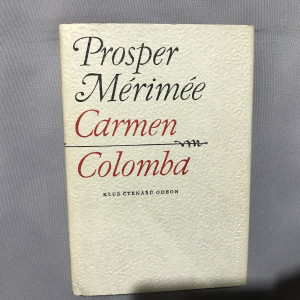 Prosper
Mérimée
Carmen
Colomba
KLUB ČTENÁŘŮ ODEON